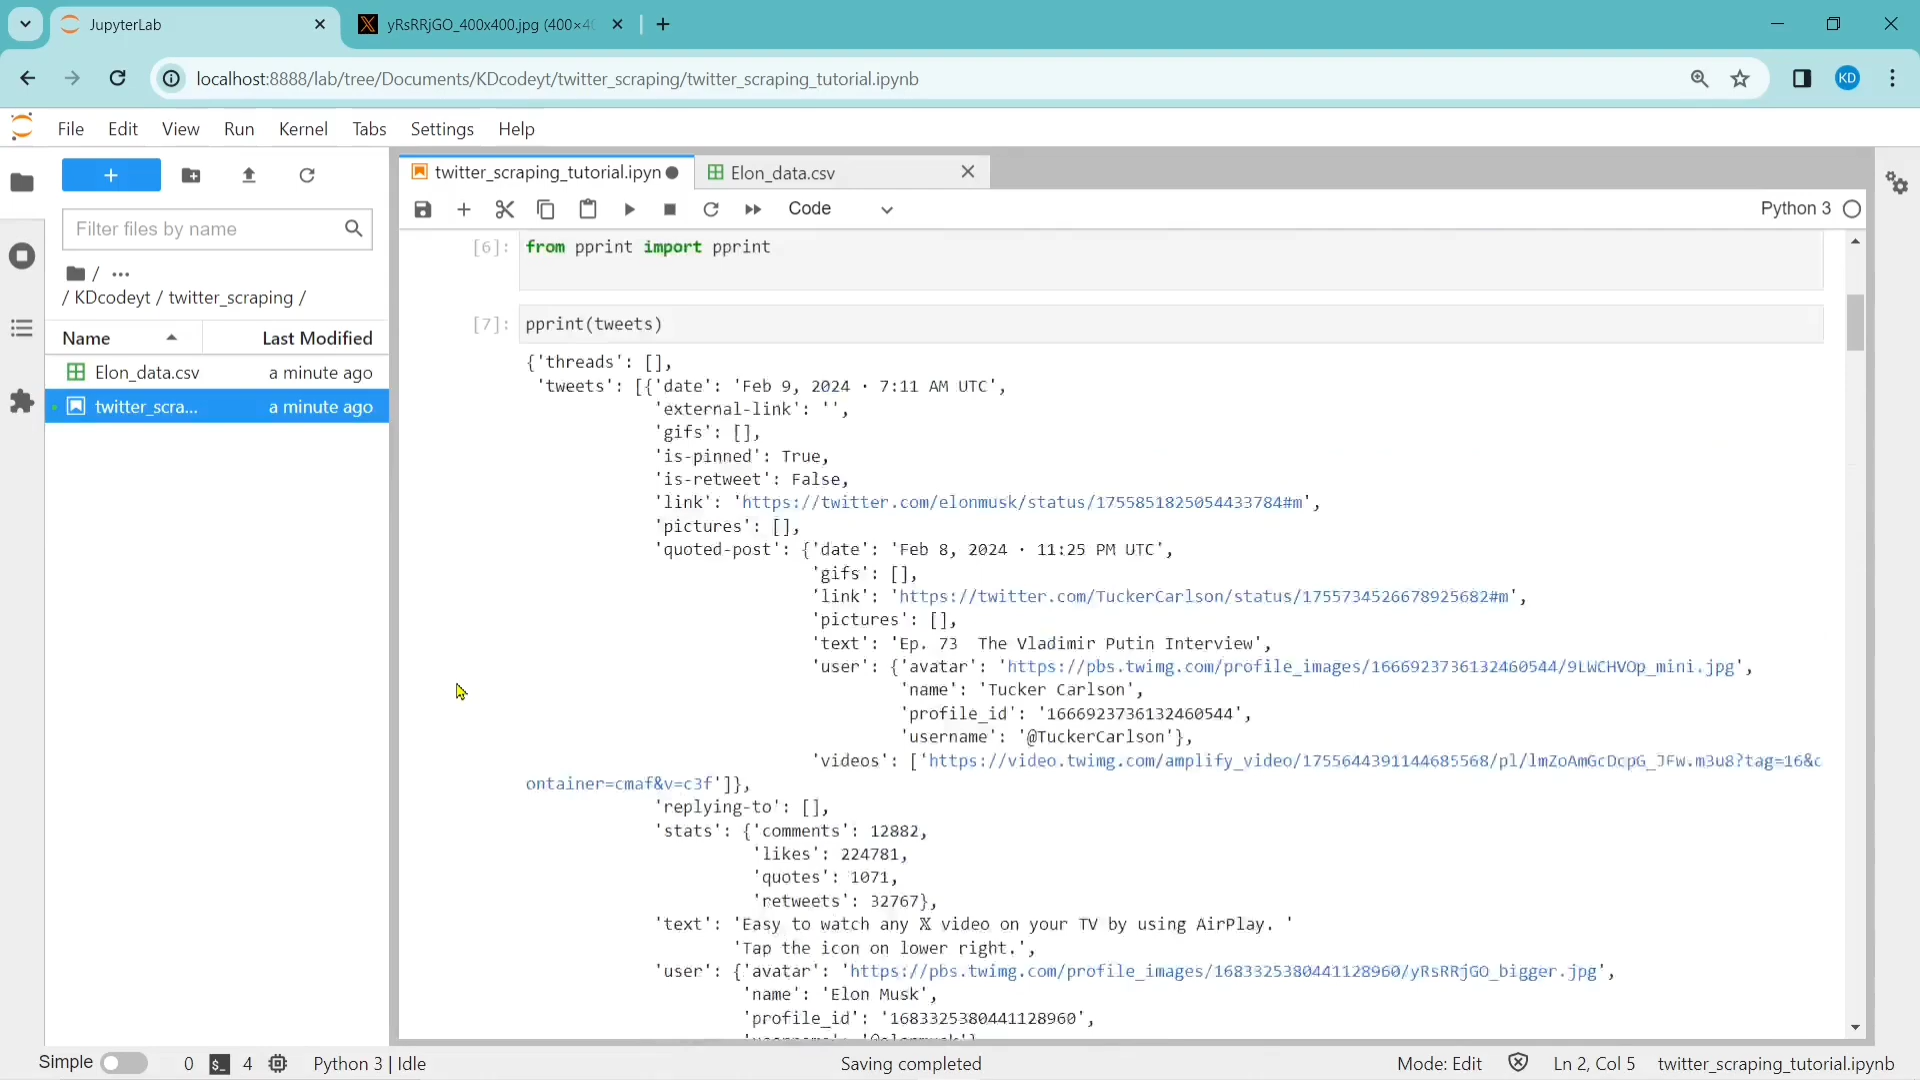 JupyterLab
yRsRRjGO_400x400.jpg (400×4
localhost:8888/lab/tree/Documents/KDcodeyt/twitter_scraping/twitter_scraping_tutorial.ipynb
KD
File Edit View Run Kernel Tabs Settings Help
twitter_scraping_tutorial.ipyn
Elon_data.csv
Code
Python 3
Filter files by name
/ ...
/ KDcodeyt / twitter_scraping /
Name Last Modified
Elon_data.csv a minute ago
twitter_scra... a minute ago
[6]: from pprint import pprint
[7]: pprint(tweets)
{'threads': [],
'tweets': [{'date': 'Feb 9, 2024 · 7:11 AM UTC',
'external-link': '',
'gifs': [],
'is-pinned': True,
'is-retweet': False,
'link': 'https://twitter.com/elonmusk/status/1755851825054433784#m',
'pictures': [],
'quoted-post': {'date': 'Feb 8, 2024 · 11:25 PM UTC',
'gifs': [],
'link': 'https://twitter.com/TuckerCarlson/status/1755734526678925682#m',
'pictures': [],
'text': 'Ep. 73  The Vladimir Putin Interview',
'user': {'avatar': 'https://pbs.twimg.com/profile_images/1666923736132460544/9LWCHVOp_mini.jpg',
'name': 'Tucker Carlson',
'profile_id': '1666923736132460544',
'username': '@TuckerCarlson'},
'videos': ['https://video.twimg.com/amplify_video/1755644391144685568/pl/lmZoAmGcDcpG_JFw.m3u8?tag=16&c
ontainer=cmaf&v=c3f']},
'replying-to': [],
'stats': {'comments': 12882,
'likes': 224781,
'quotes': 1071,
'retweets': 32767},
'text': 'Easy to watch any 𝕏 video on your TV by using AirPlay. '
'Tap the icon on lower right.',
'user': {'avatar': 'https://pbs.twimg.com/profile_images/1683325380441128960/yRsRRjGO_bigger.jpg',
'name': 'Elon Musk',
'profile_id': '1683325380441128960',
Simple 0 $_ 4 Python 3 | Idle Saving completed Mode: Edit Ln 2, Col 5 twitter_scraping_tutorial.ipynb